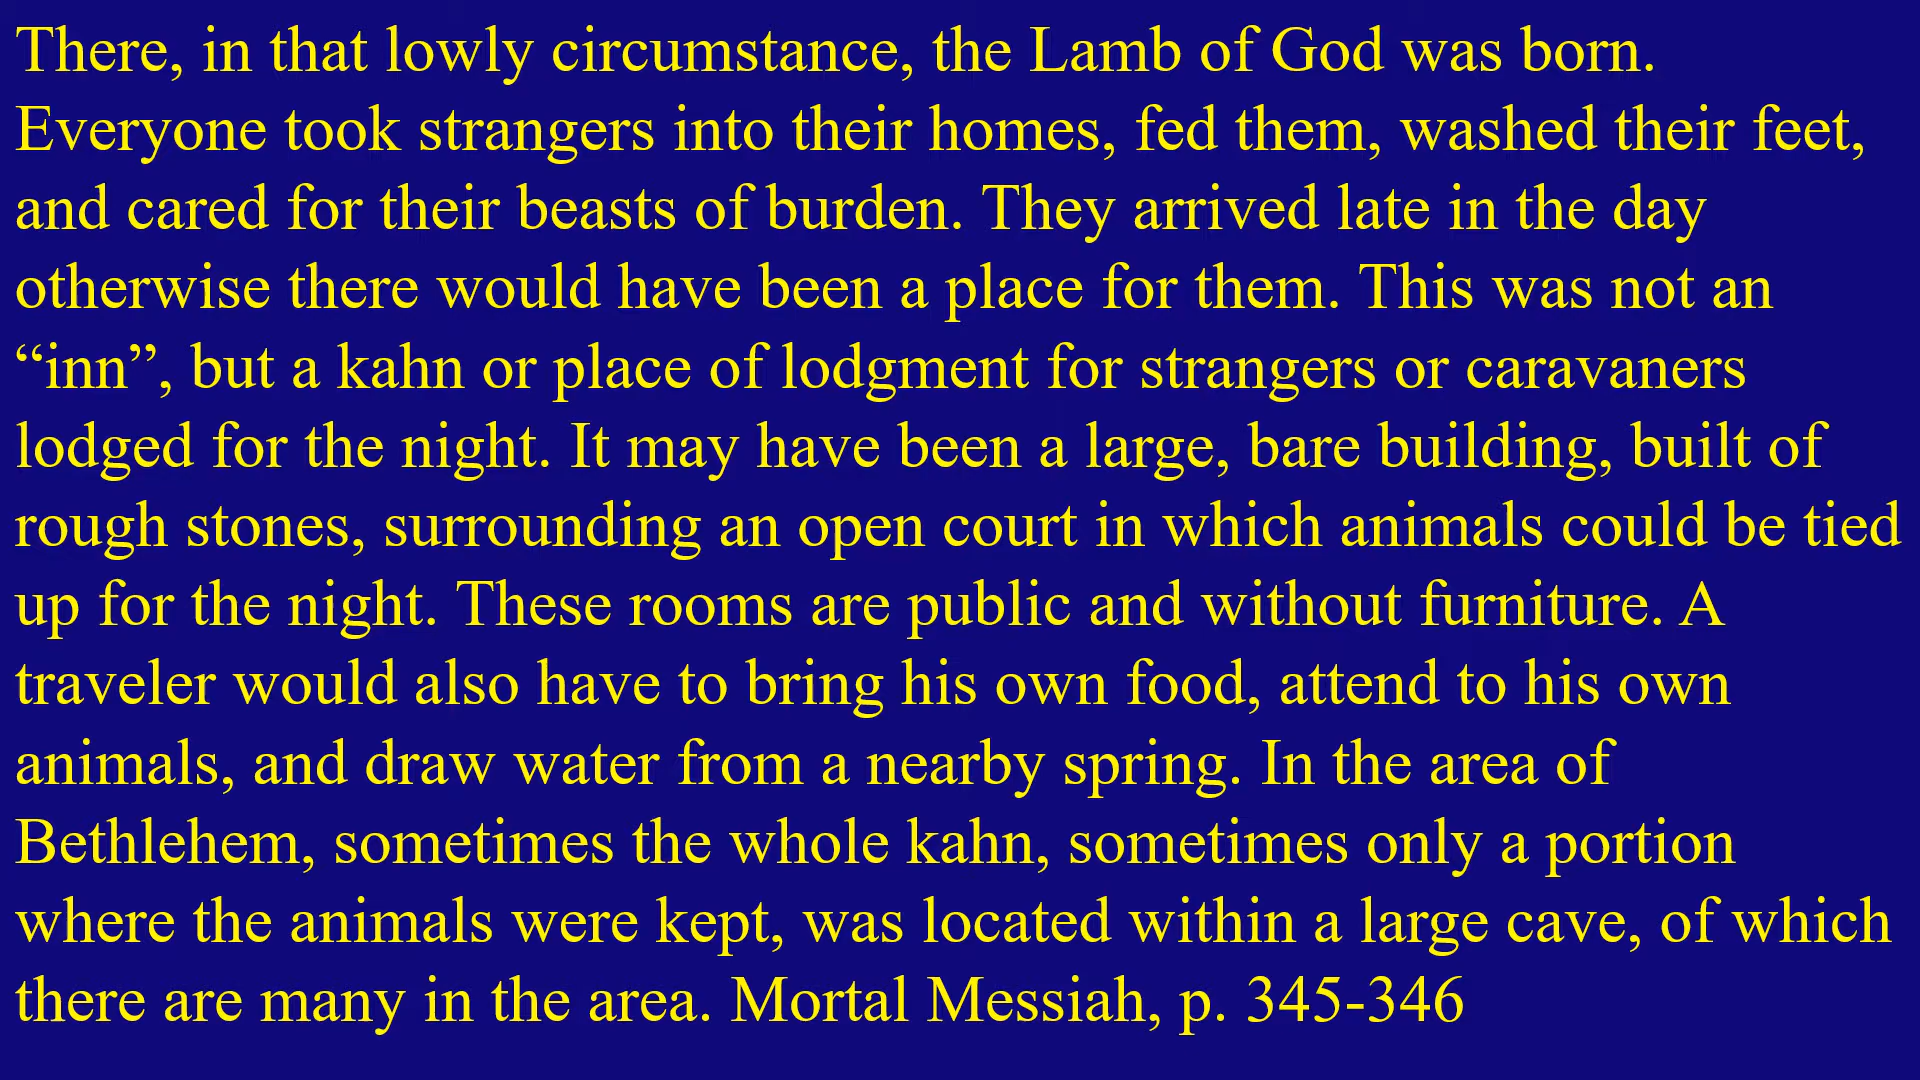 There, in that lowly circumstance, the Lamb of God was born.
Everyone took strangers into their homes, fed them, washed their feet,
and cared for their beasts of burden. They arrived late in the day
otherwise there would have been a place for them. This was not an
“inn”, but a kahn or place of lodgment for strangers or caravaners
lodged for the night. It may have been a large, bare building, built of
rough stones, surrounding an open court in which animals could be tied
up for the night. These rooms are public and without furniture. A
traveler would also have to bring his own food, attend to his own
animals, and draw water from a nearby spring. In the area of
Bethlehem, sometimes the whole kahn, sometimes only a portion
where the animals were kept, was located within a large cave, of which
there are many in the area. Mortal Messiah, p. 345-346